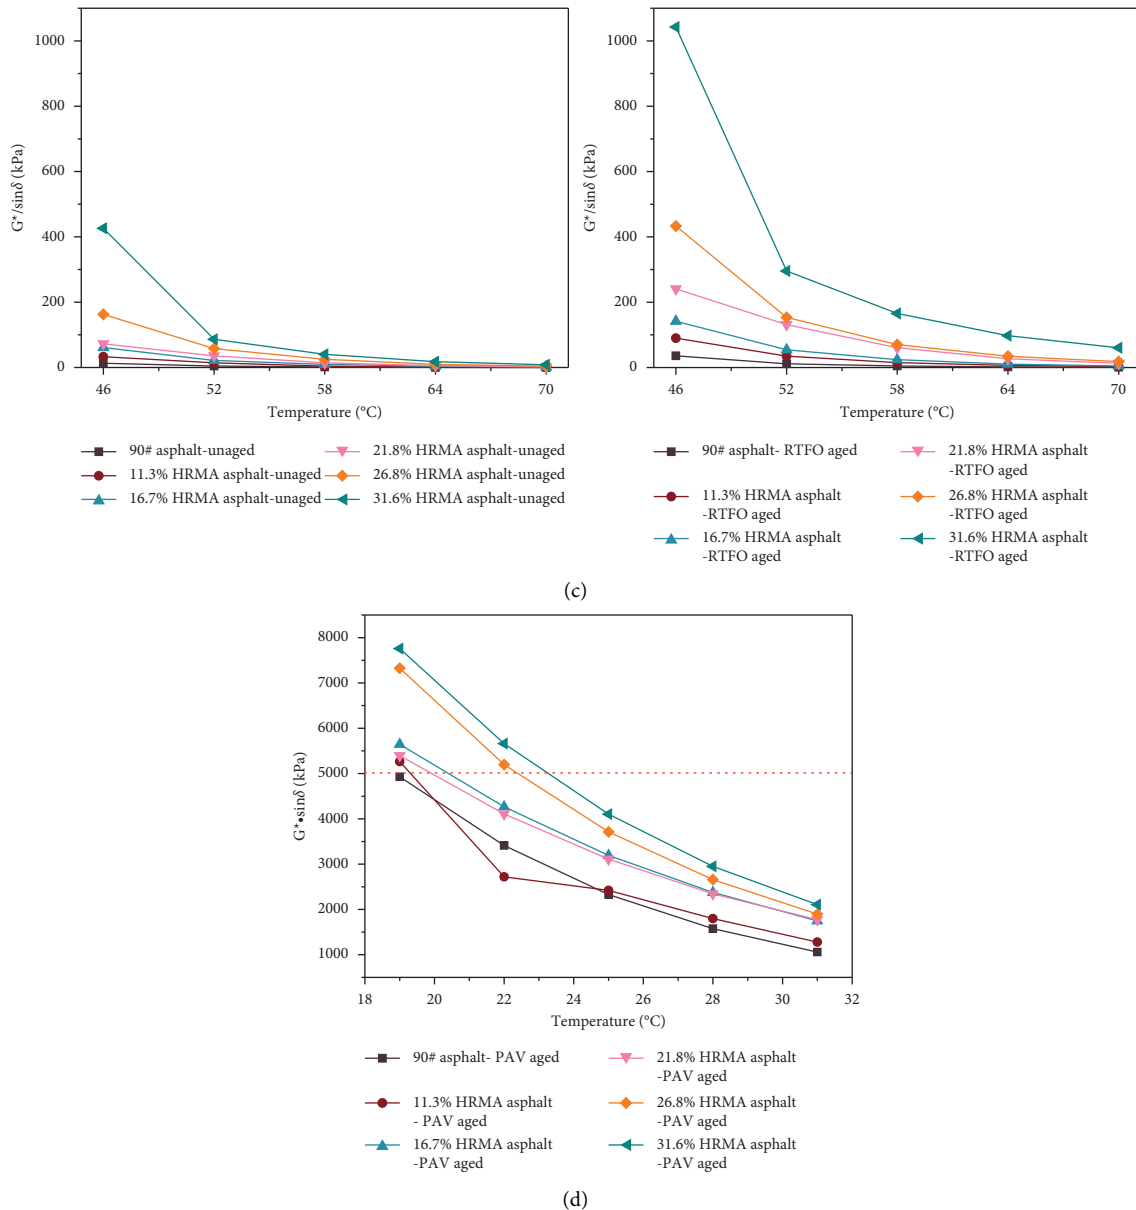 1000
800
600
400
200
0
G*/sinδ (kPa)
46
52
58
64
70
Temperature (°C)
90# asphalt-unaged
11.3% HRMA asphalt-unaged
16.7% HRMA asphalt-unaged
21.8% HRMA asphalt-unaged
26.8% HRMA asphalt-unaged
31.6% HRMA asphalt-unaged
1000
800
600
400
200
0
G*/sinδ (kPa)
46
52
58
64
70
Temperature (°C)
90# asphalt- RTFO aged
11.3% HRMA asphalt
-RTFO aged
16.7% HRMA asphalt
-RTFO aged
21.8% HRMA asphalt
-RTFO aged
26.8% HRMA asphalt
-RTFO aged
31.6% HRMA asphalt
-RTFO aged
(c)
8000
7000
6000
5000
4000
3000
2000
1000
G*•sinδ (kPa)
18
20
22
24
26
28
30
32
Temperature (°C)
90# asphalt- PAV aged
11.3% HRMA asphalt
- PAV aged
16.7% HRMA asphalt
-PAV aged
21.8% HRMA asphalt
-PAV aged
26.8% HRMA asphalt
-PAV aged
31.6% HRMA asphalt
-PAV aged
(d)